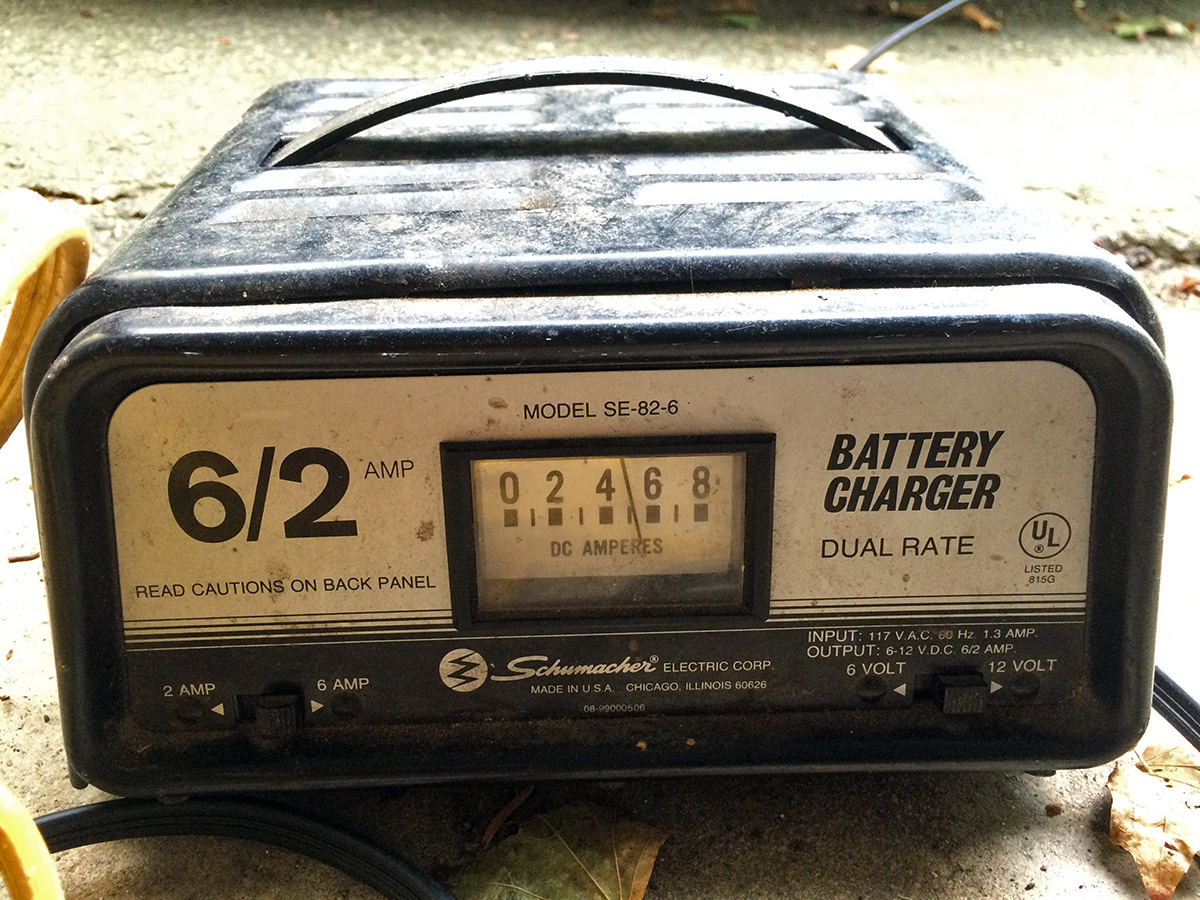 MODEL SE-82-6
6/2 AMP
READ CAUTIONS ON BACK PANEL
0 2 4 6 8
DC AMPERES
BATTERY
CHARGER
DUAL RATE
UL
®
LISTED
815G
INPUT: 117 V.A.C. 60 Hz 1.3 AMP.
OUTPUT: 6-12 V.D.C. 6/2 AMP.
2 AMP 6 AMP
Schumacher® ELECTRIC CORP.
MADE IN U.S.A. CHICAGO, ILLINOIS 60626
08-99000506
6 VOLT 12 VOLT